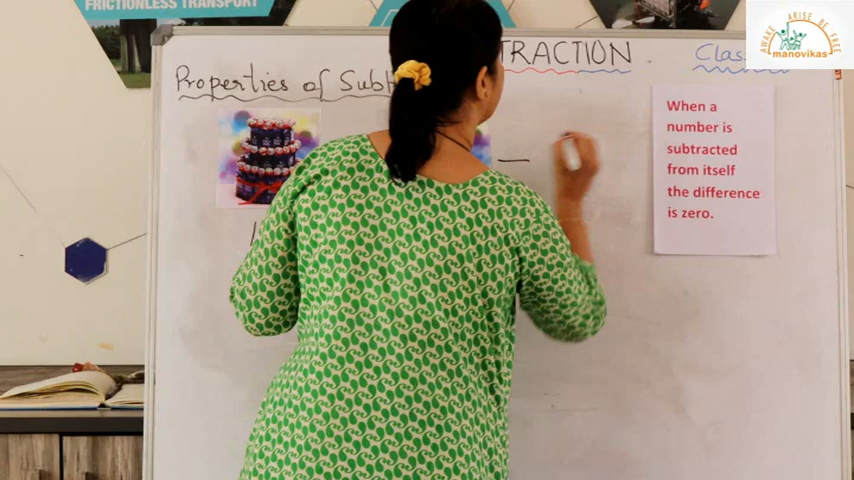 FRICTIONLESS TRANSPORT
TRACTION
Properties of Subt
Class
AWAKE ARISE BE FREE
manovikas
When a
number is
subtracted
from itself
the difference
is zero.
—